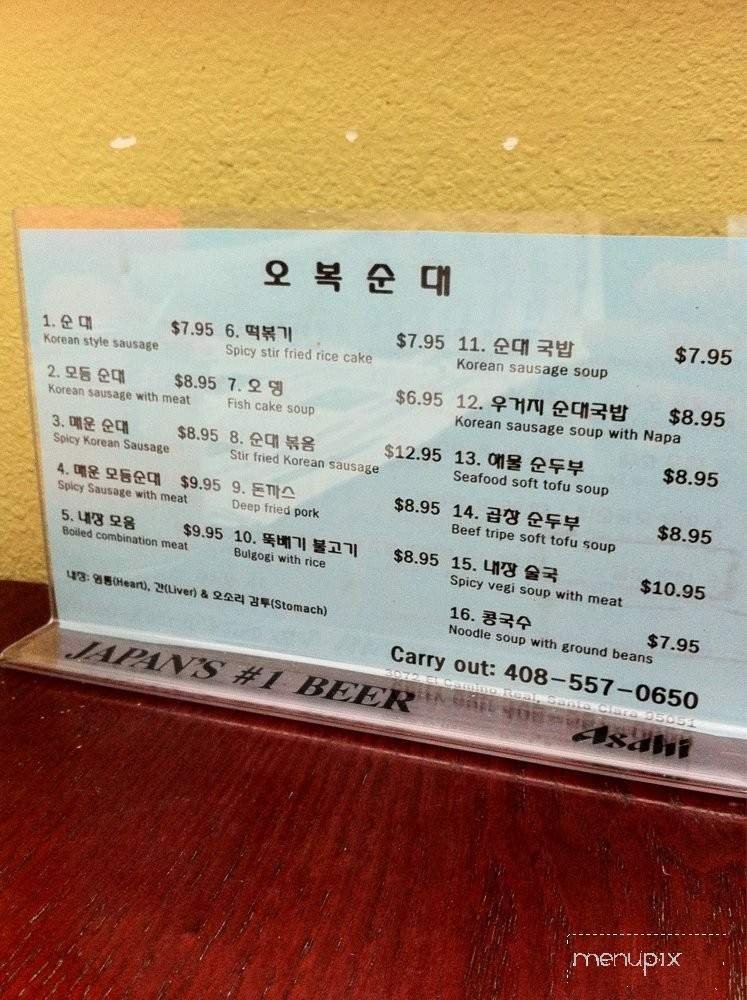 오복순대
1. 순대 $7.95
Korean style sausage
2. 모듬 순대 $8.95
Korean sausage with meat
3. 매운 순대 $8.95
Spicy Korean Sausage
4. 매운 모듬순대 $9.95
Spicy Sausage with meat
5. 내장 모음 $9.95
Boiled combination meat
내장: 염통(Heart), 간(Liver) & 오소리 감투(Stomach)
6. 떡볶기 $7.95
Spicy stir fried rice cake
7. 오뎅 $6.95
Fish cake soup
8. 순대 볶음 $12.95
Stir fried Korean sausage
9. 돈까스 $8.95
Deep fried pork
10. 뚝배기 불고기 $8.95
Bulgogi with rice
11. 순대 국밥 $7.95
Korean sausage soup
12. 우거지 순대국밥 $8.95
Korean sausage soup with Napa
13. 해물 순두부 $8.95
Seafood soft tofu soup
14. 곱창 순두부 $8.95
Beef tripe soft tofu soup
15. 내장 술국 $10.95
Spicy vegi soup with meat
16. 콩국수 $7.95
Noodle soup with ground beans
Carry out: 408-557-0650
3072 El Camino Real, Santa Clara 95051
JAPAN'S #1 BEER
Asahi
menupix